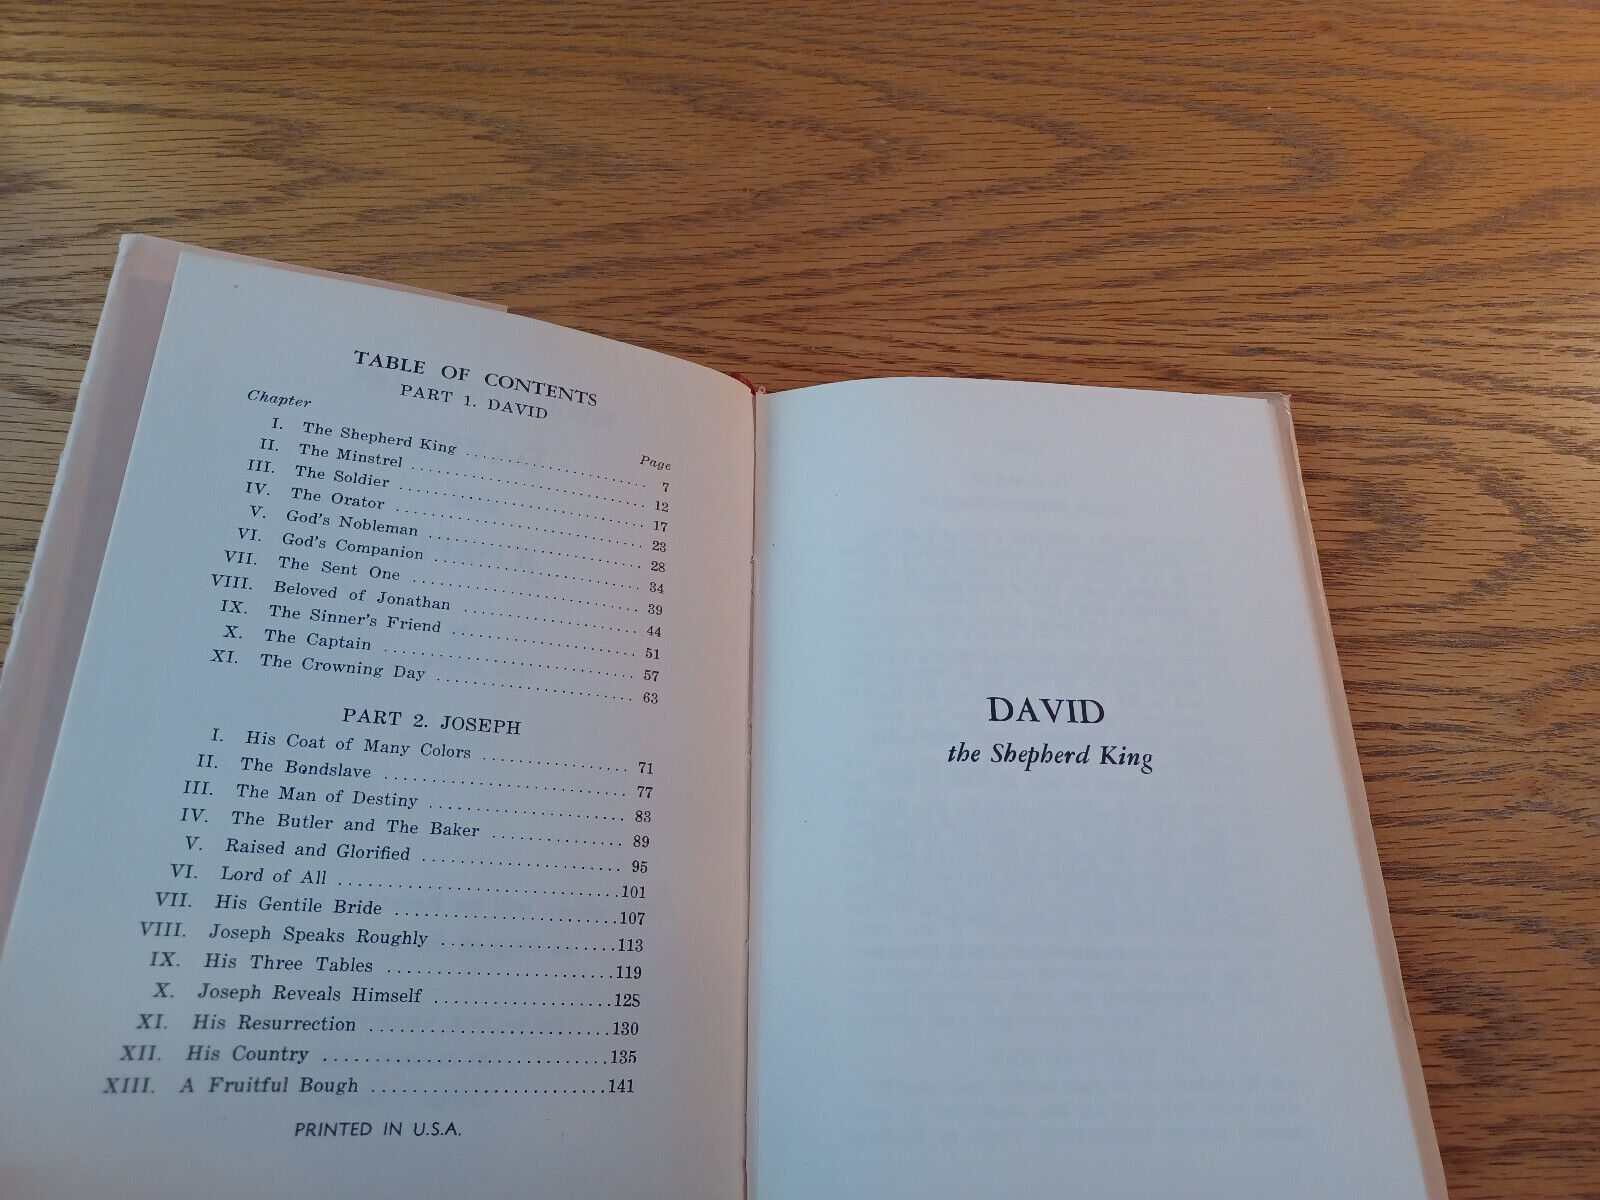 TABLE OF CONTENTS
PART 1. DAVID
Chapter Page
I. The Shepherd King ........................ 7
II. The Minstrel ........................ 12
III. The Soldier ........................ 17
IV. The Orator ........................ 23
V. God's Nobleman ........................ 28
VI. God's Companion ........................ 34
VII. The Sent One ........................ 39
VIII. Beloved of Jonathan ........................ 44
IX. The Sinner's Friend ........................ 51
X. The Captain ........................ 57
XI. The Crowning Day ........................ 63
PART 2. JOSEPH
I. His Coat of Many Colors ................ 71
II. The Bondslave ........................ 77
III. The Man of Destiny ................... 83
IV. The Butler and The Baker ............... 89
V. Raised and Glorified .................... 95
VI. Lord of All ............................101
VII. His Gentile Bride ......................107
VIII. Joseph Speaks Roughly ..................113
IX. His Three Tables .......................119
X. Joseph Reveals Himself ..................12S
XI. His Resurrection ........................130
XII. His Country ............................135
XIII. A Fruitful Bough ........................141
PRINTED IN U.S.A.
DAVID
the Shepherd King